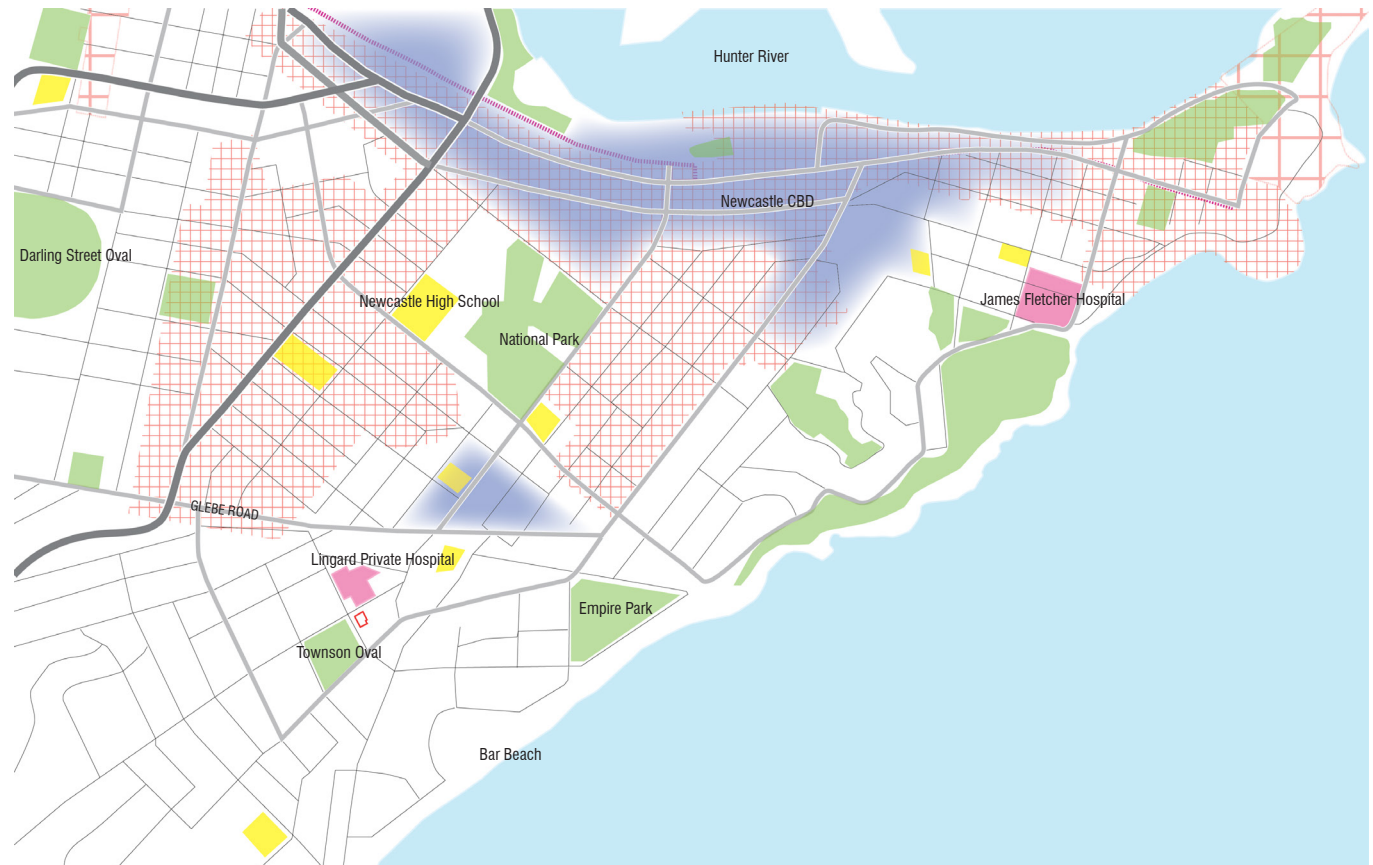 Hunter River
Newcastle CBD
Darling Street Oval
James Fletcher Hospital
Newcastle High School
National Park
GLEBE ROAD
Lingard Private Hospital
Empire Park
Townson Oval
Bar Beach